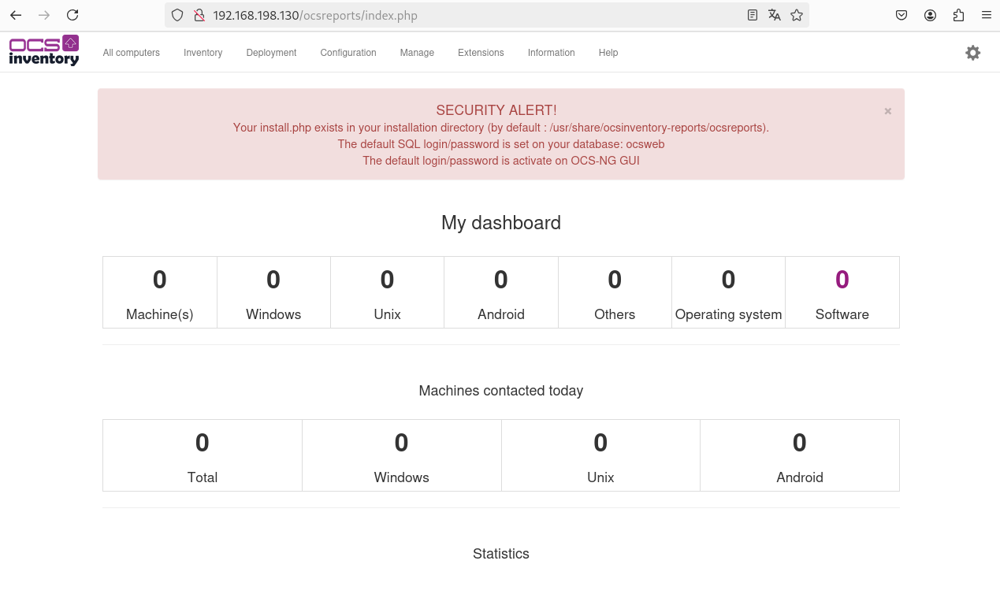 192.168.198.130/ocsreports/index.php
OCS inventory
All computers Inventory Deployment Configuration Manage Extensions Information Help
SECURITY ALERT! ×
Your install.php exists in your installation directory (by default : /usr/share/ocsinventory-reports/ocsreports).
The default SQL login/password is set on your database: ocsweb
The default login/password is activate on OCS-NG GUI
My dashboard
0 0 0 0 0 0 0
Machine(s) Windows Unix Android Others Operating system Software
Machines contacted today
0 0 0 0
Total Windows Unix Android
Statistics